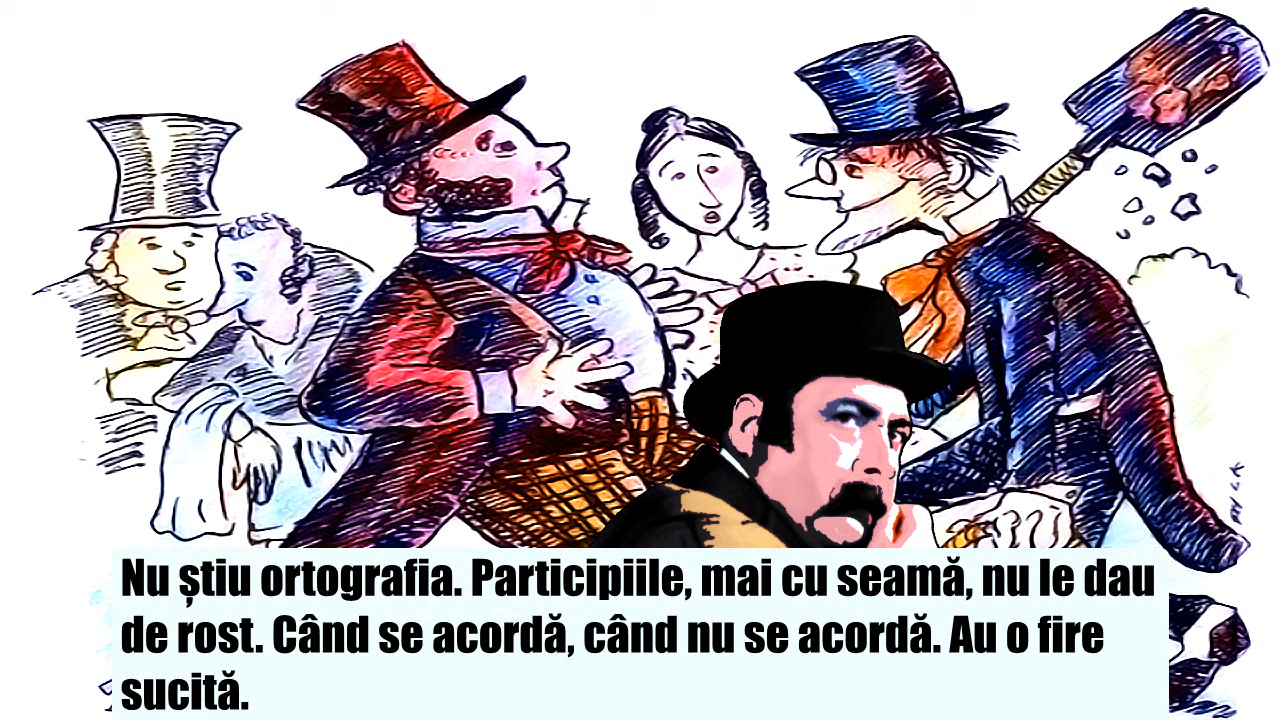 Nu știu ortografia. Participiile, mai cu seamă, nu le dau
de rost. Când se acordă, când nu se acordă. Au o fire
sucită.